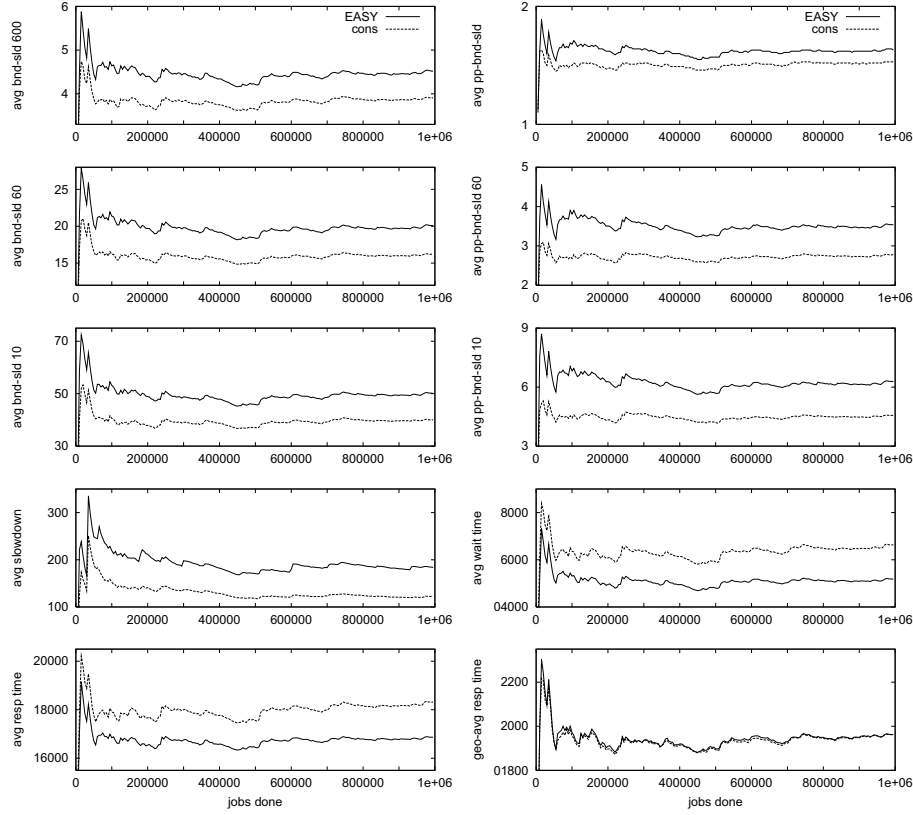 avg bnd-sld 600
6
5
4
EASY
cons
0 200000 400000 600000 800000 1e+06
avg pp-bnd-sld
2
1
EASY
cons
0 200000 400000 600000 800000 1e+06
avg bnd-sld 60
25
20
15
0 200000 400000 600000 800000 1e+06
avg pp-bnd-sld 60
5
4
3
2
0 200000 400000 600000 800000 1e+06
avg bnd-sld 10
70
50
30
0 200000 400000 600000 800000 1e+06
avg pp-bnd-sld 10
9
6
3
0 200000 400000 600000 800000 1e+06
avg slowdown
300
200
100
0 200000 400000 600000 800000 1e+06
avg wait time
8000
6000
04000
0 200000 400000 600000 800000 1e+06
avg resp time
20000
18000
16000
0 200000 400000 600000 800000 1e+06
jobs done
geo-avg resp time
2200
2000
01800
0 200000 400000 600000 800000 1e+06
jobs done